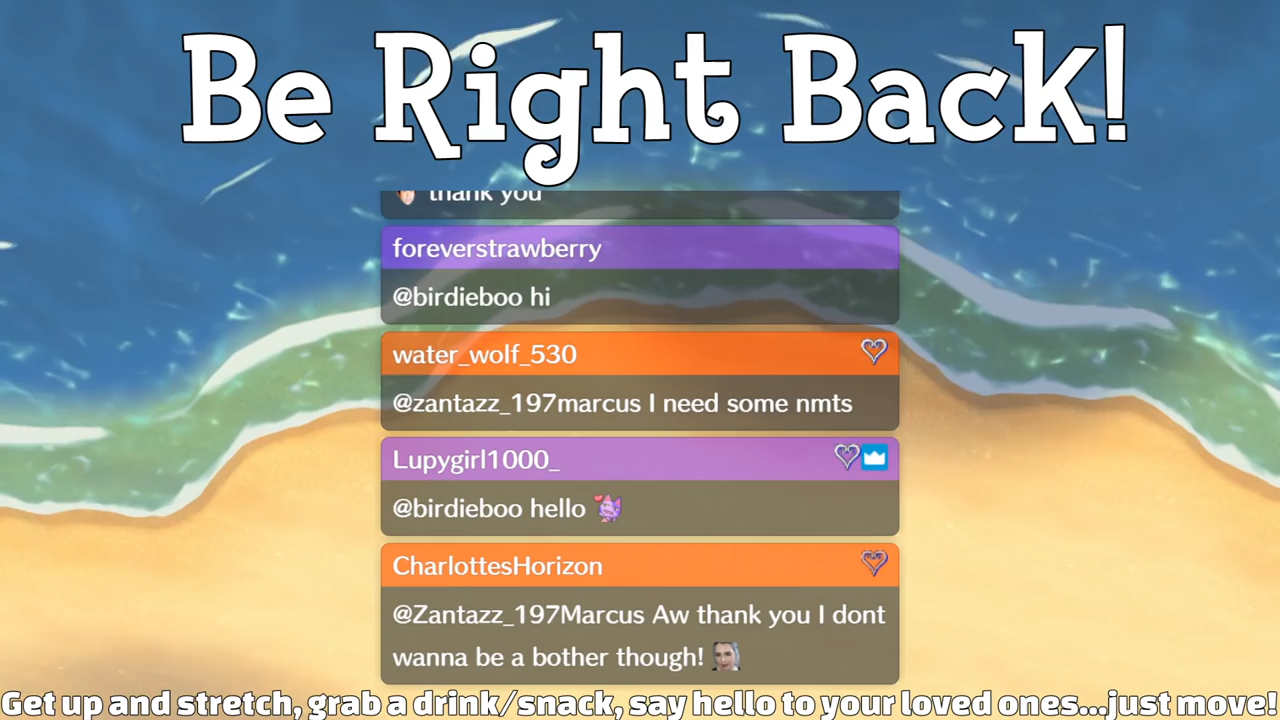 Be Right Back!
thank you
foreverstrawberry
@birdieboo hi
water_wolf_530
@zantazz_197marcus I need some nmts
Lupygirl1000_
@birdieboo hello
CharlottesHorizon
@Zantazz_197Marcus Aw thank you I dont
wanna be a bother though!
Get up and stretch, grab a drink/snack, say hello to your loved ones...just move!